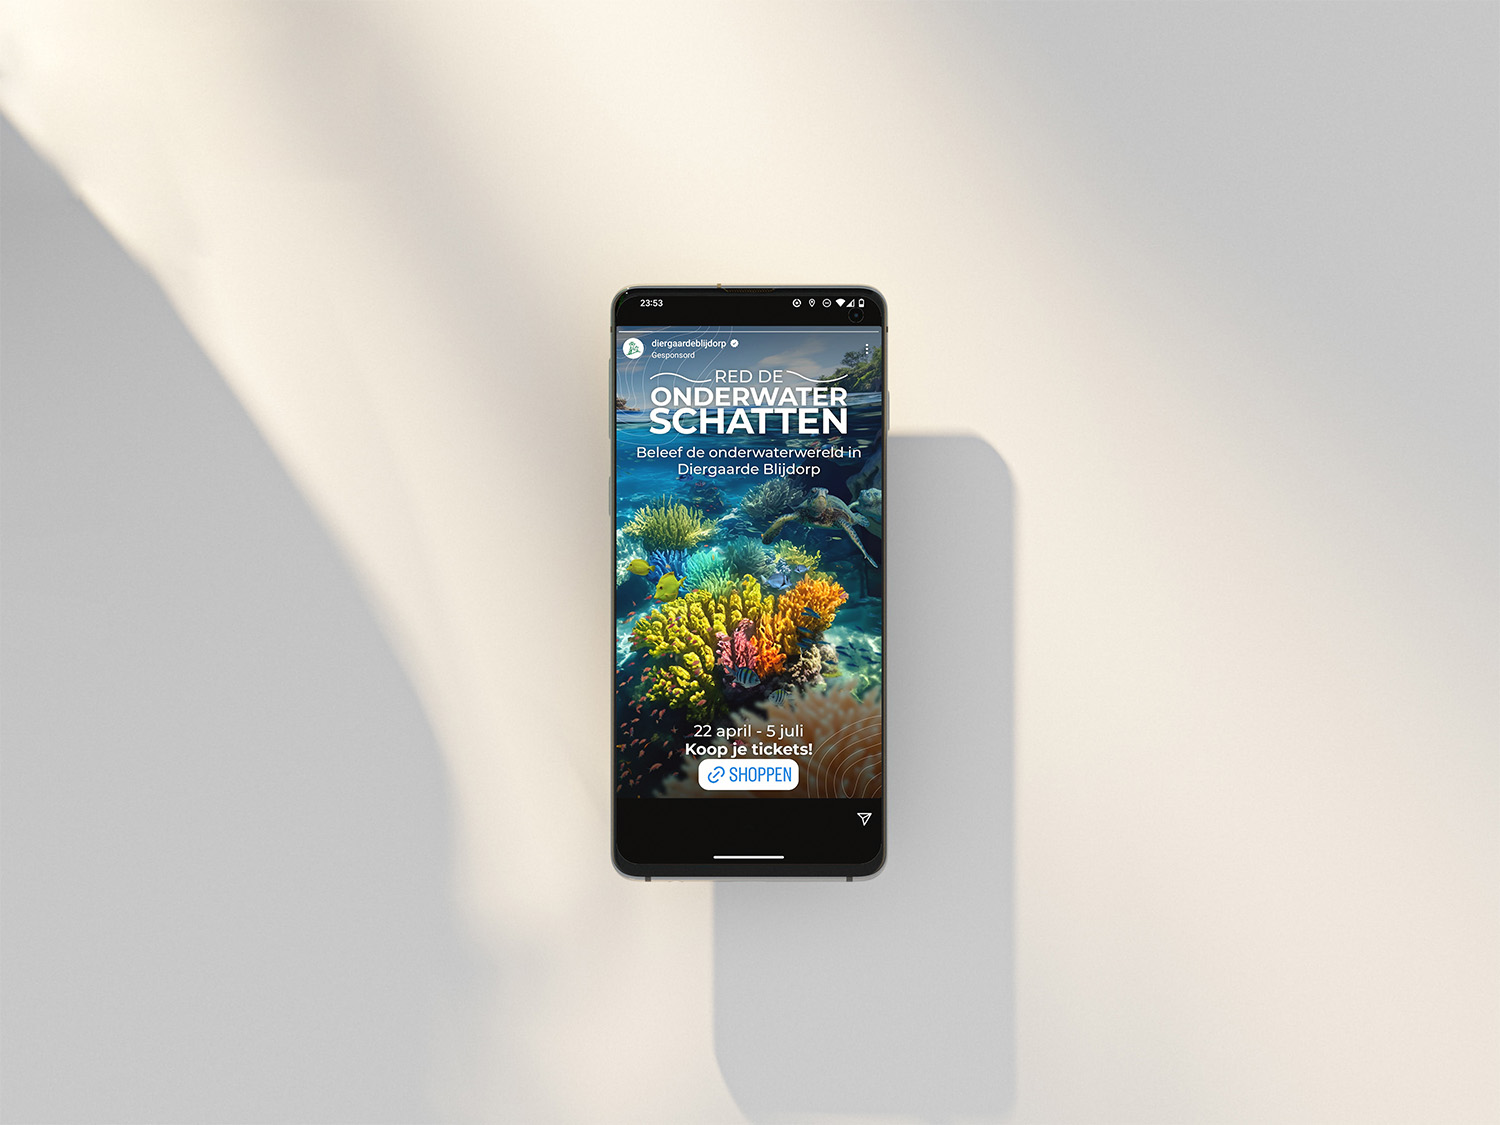 23:53
diergaardeblijdorp
Gesponsord
RED DE
ONDERWATER
SCHATTEN
Beleef de onderwaterwereld in
Diergaarde Blijdorp
22 april - 5 juli
Koop je tickets!
SHOPPEN